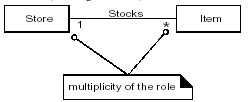 Stocks
Store
Item
1
*
multiplicity of the role